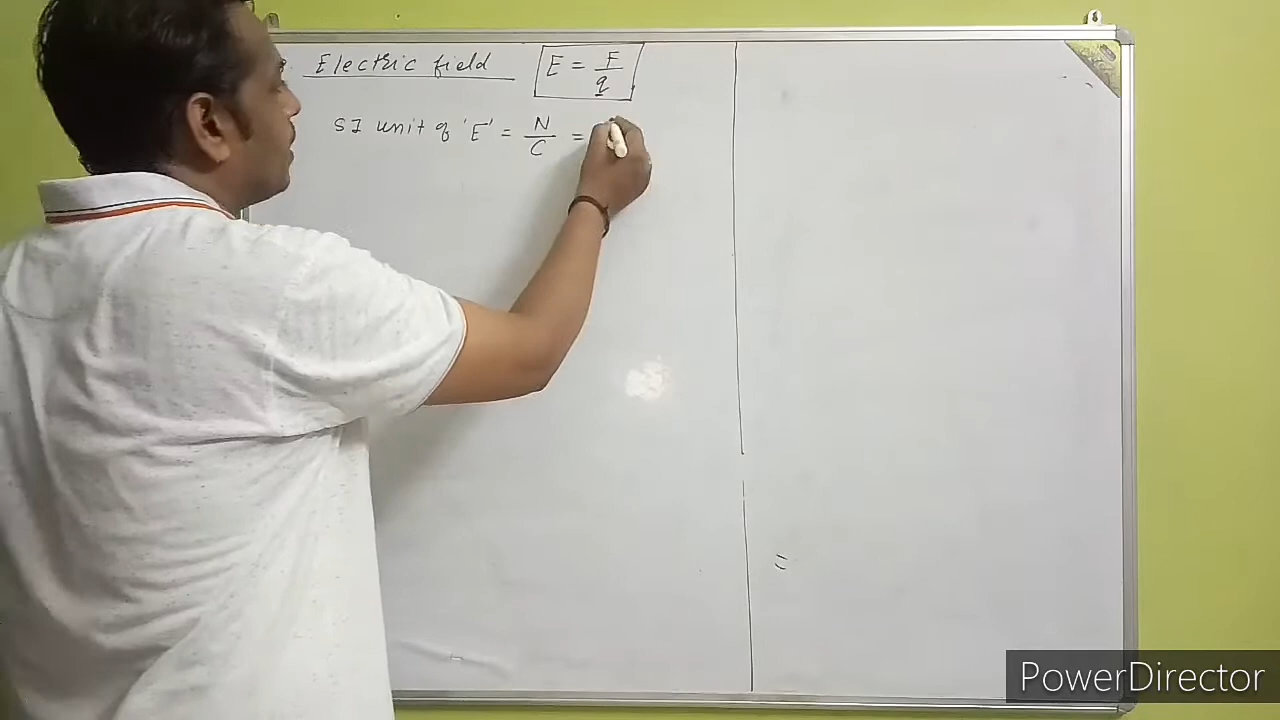 Electric field E = F/q
SI unit of 'E' = N/C =
=
PowerDirector